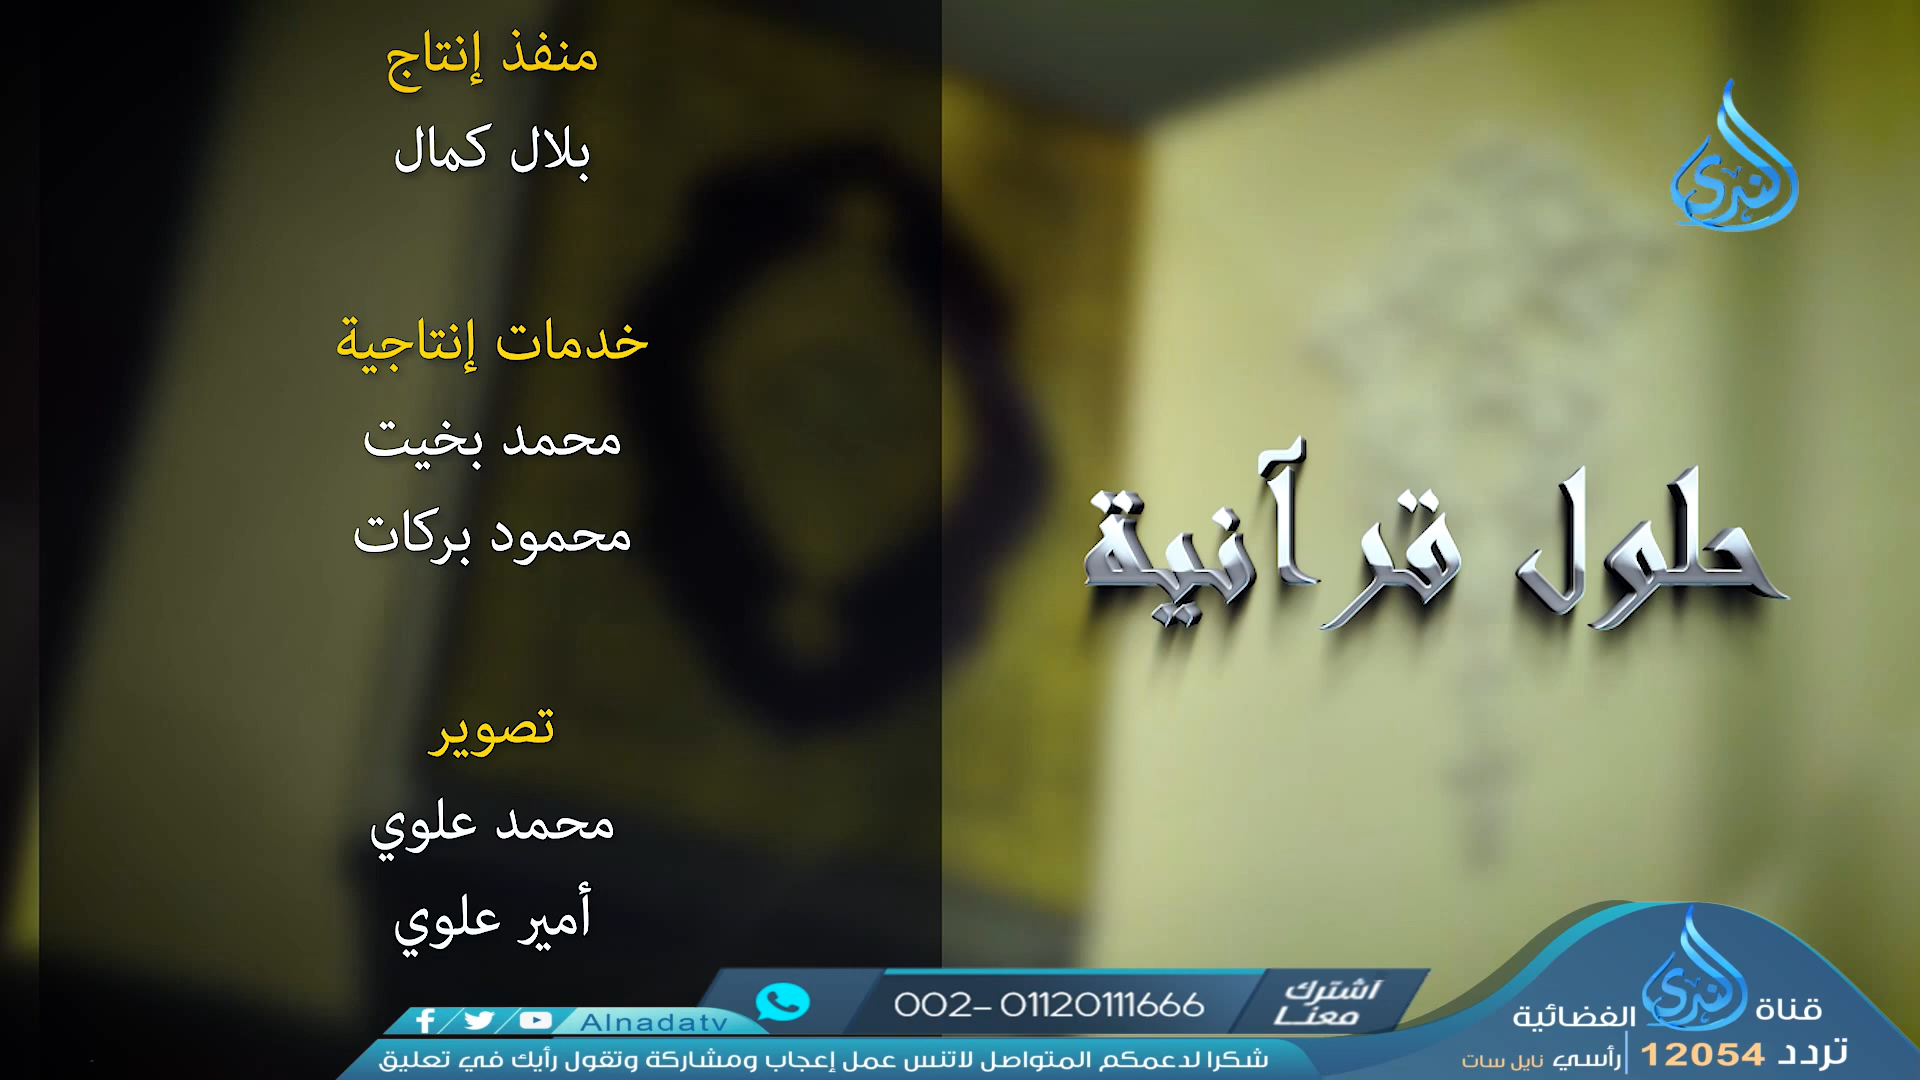 منفذ إنتاج
بلال كمال
خدمات إنتاجية
محمد بخيت
محمود بركات
تصوير
محمد علوي
أمير علوي
الندى
حلول قرآنية
اشترك
معنا
002-01120111666
Alnadatv
شكرا لدعمكم المتواصل لاتنس عمل إعجاب ومشاركة وتقول رأيك في تعليق
قناة الندى الفضائية
تردد 12054 رأسي نايل سات